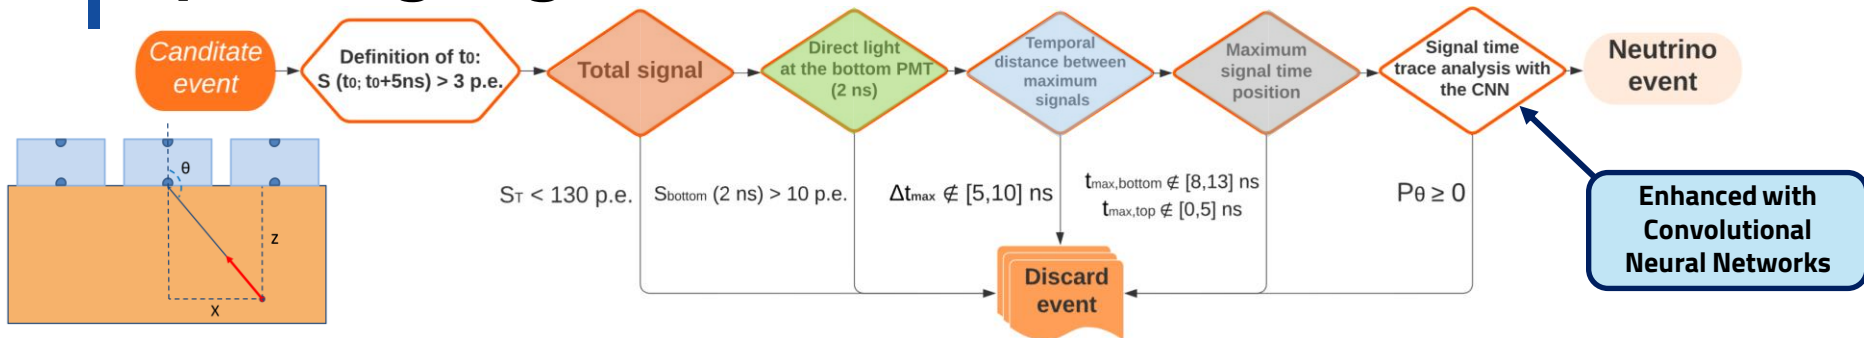 Canditate
event
Definition of t0:
S (t0; t0+5ns) > 3 p.e.
Total signal
Direct light
at the bottom PMT
(2 ns)
Temporal
distance between
maximum
signals
Maximum
signal time
position
Signal time
trace analysis with
the CNN
Neutrino
event
θ
z
x
ST < 130 p.e.
Sbottom (2 ns) > 10 p.e.
Δtmax ∉ [5,10] ns
tmax,bottom ∉ [8,13] ns
tmax,top ∉ [0,5] ns
Pθ ≥ 0
Discard
event
Enhanced with
Convolutional
Neural Networks